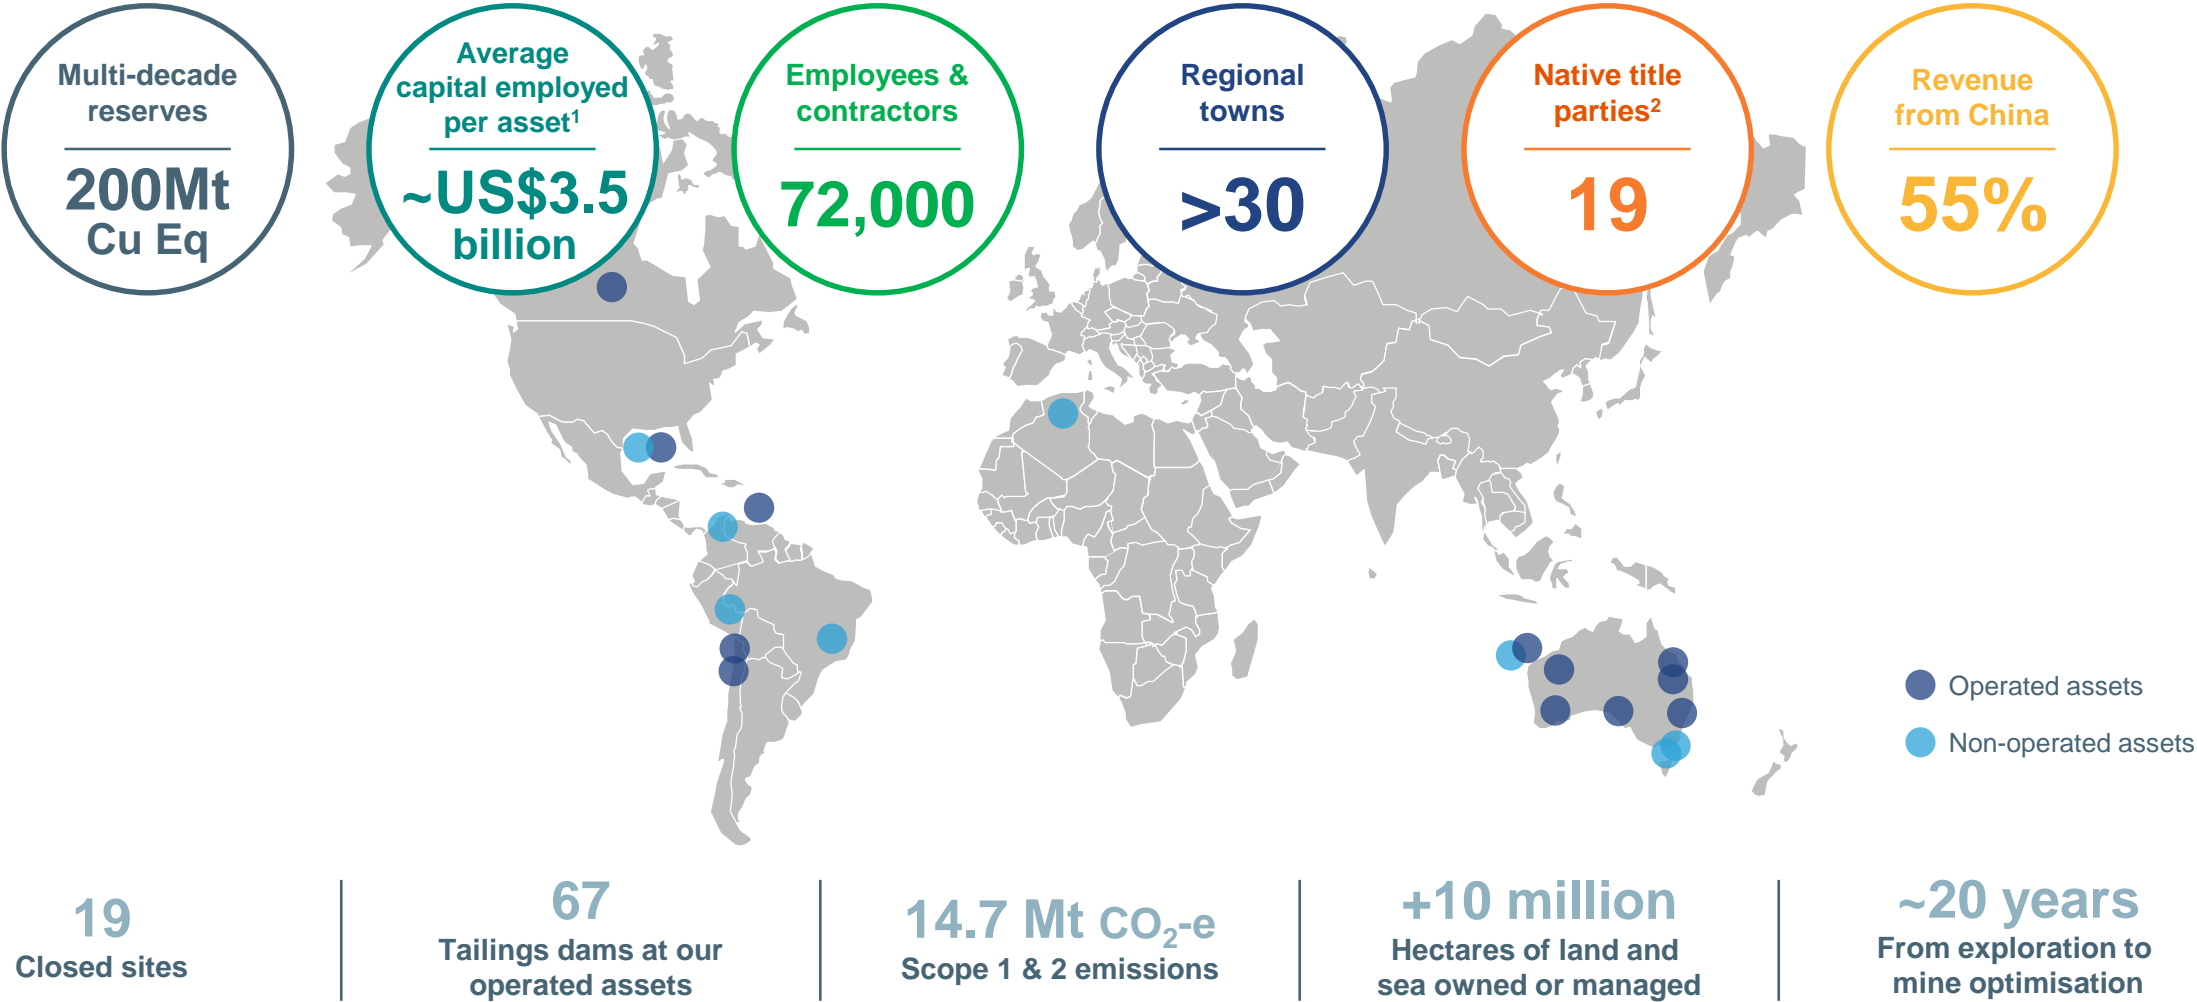 Multi-decade
reserves
200Mt
Cu Eq
Average
capital employed
per asset¹
~US$3.5
billion
Employees &
contractors
72,000
Regional
towns
>30
Native title
parties²
19
Revenue
from China
55%
Operated assets
Non-operated assets
19
Closed sites
67
Tailings dams at our
operated assets
14.7 Mt CO₂-e
Scope 1 & 2 emissions
+10 million
Hectares of land and
sea owned or managed
~20 years
From exploration to
mine optimisation